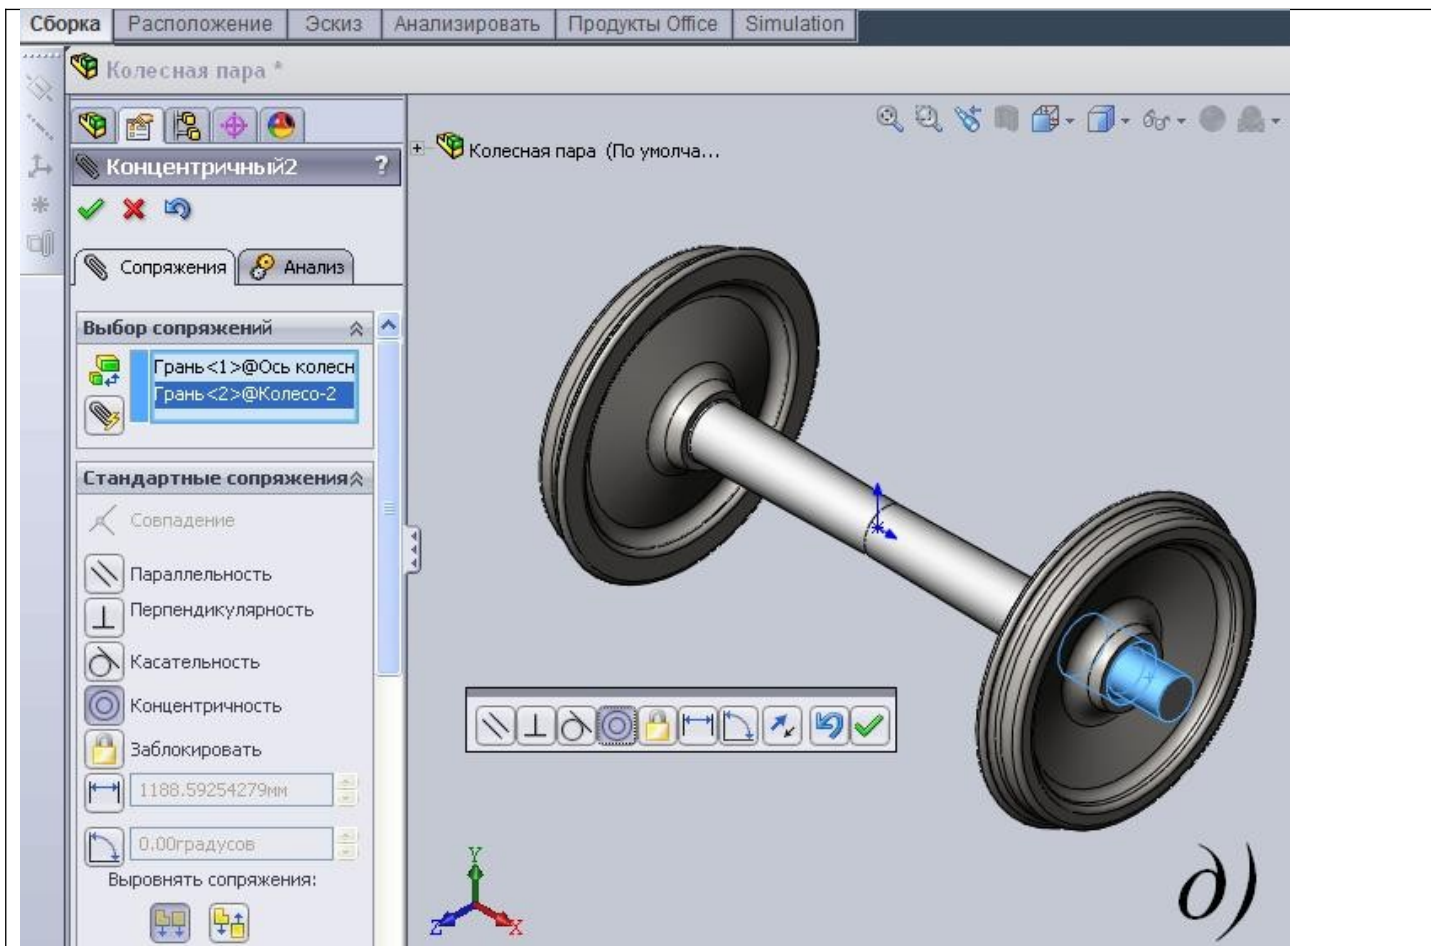 Сборка Расположение Эскиз Анализировать Продукты Office Simulation
Колесная пара *
Колесная пара (По умолча...
Концентричный2 ?
Сопряжения Анализ
Выбор сопряжений
Грань<1>@Ось колесн
Грань<2>@Колесо-2
Стандартные сопряжения
Совпадение
Параллельность
Перпендикулярность
Касательность
Концентричность
Заблокировать
1188.59254279мм
0.00градусов
Выровнять сопряжения:
Y
Z X
д)